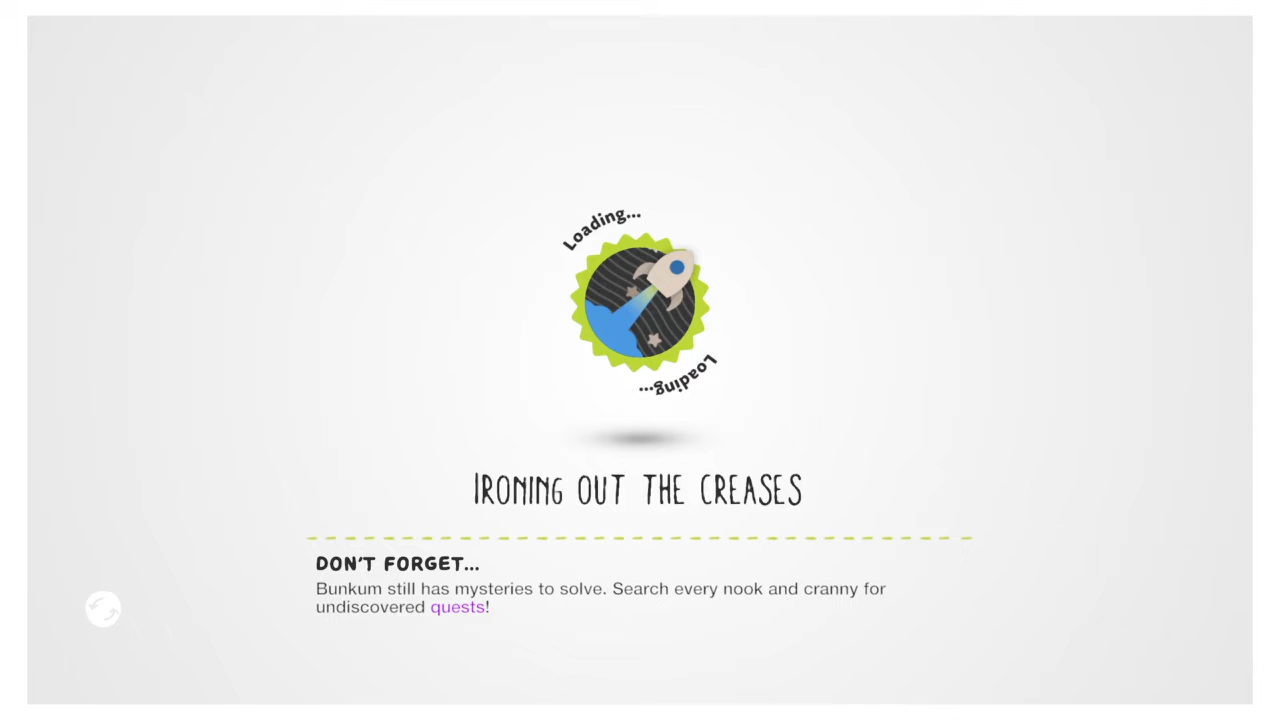 Loading...
Loading...
Ironing out the creases
DON'T FORGET...
Bunkum still has mysteries to solve. Search every nook and cranny for
undiscovered quests!